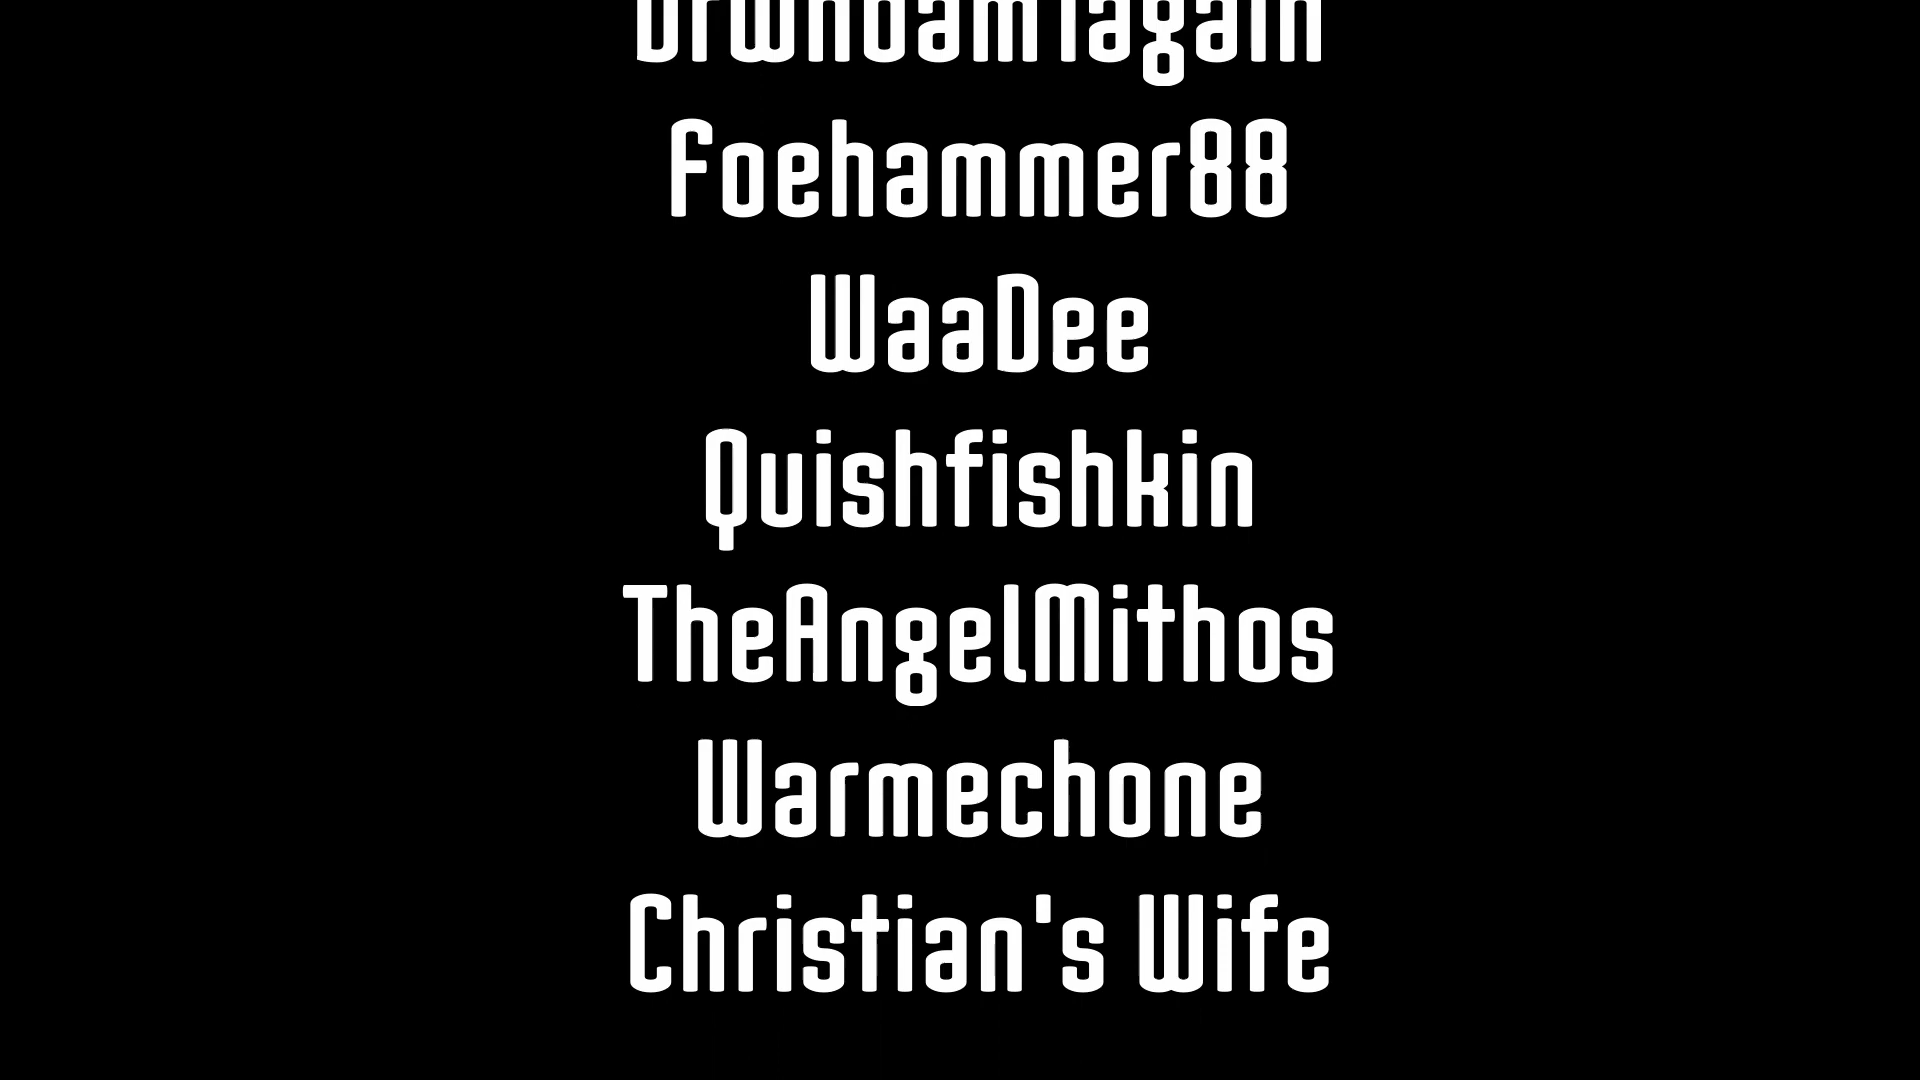 Foehammer88
WaaDee
Quishfishkin
TheAngelMithos
Warmechone
Christian's Wife